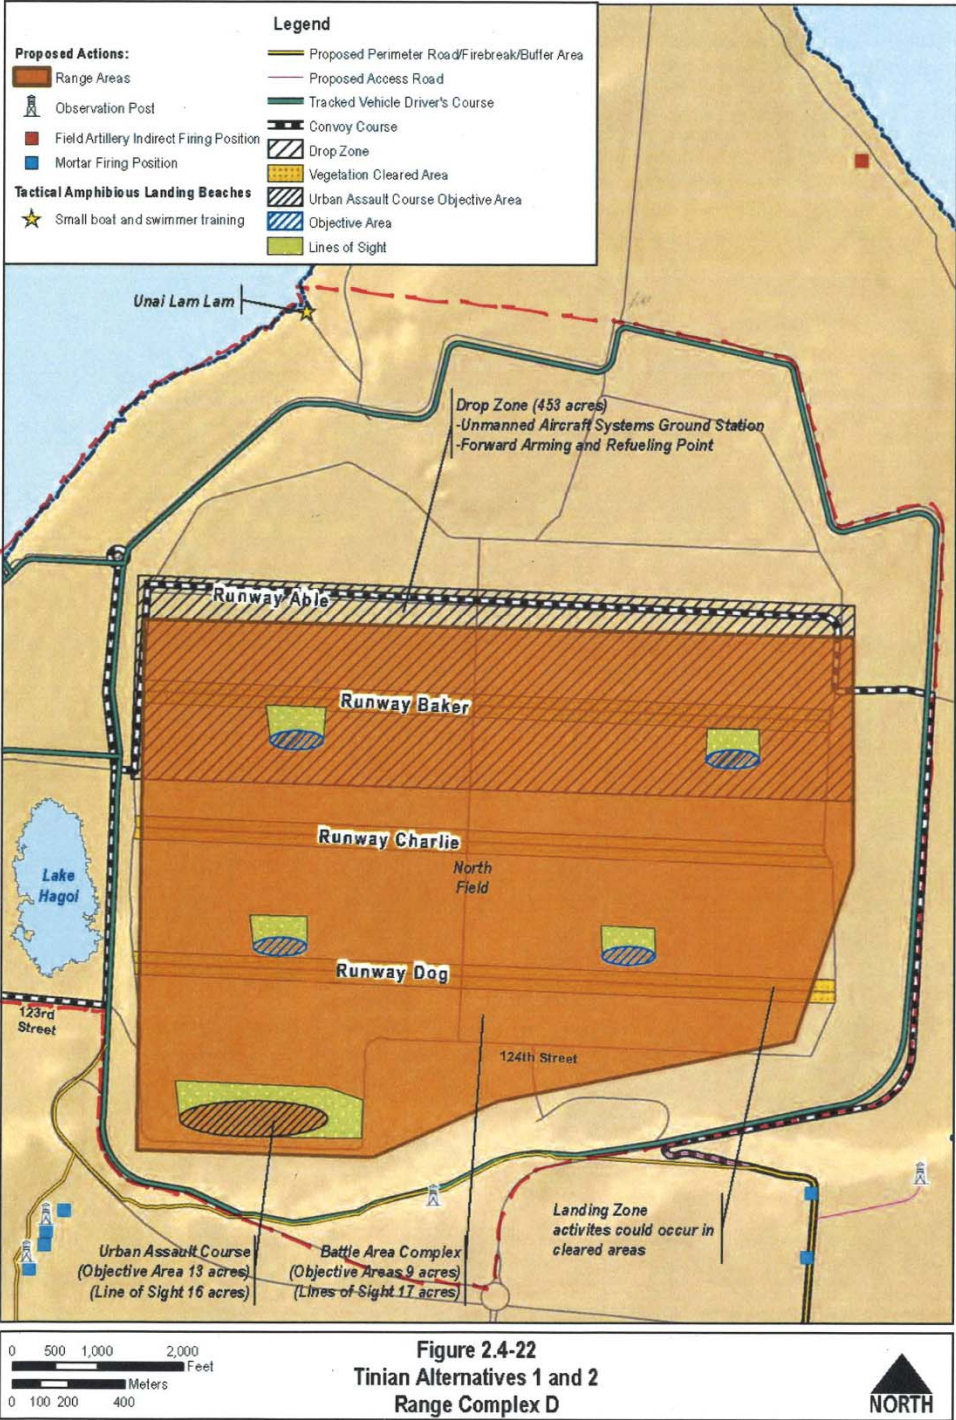 Legend
Proposed Actions:
Range Areas
Observation Post
Field Artillery Indirect Firing Position
Mortar Firing Position
Tactical Amphibious Landing Beaches
Small boat and swimmer training
Proposed Perimeter Road/Firebreak/Buffer Area
Proposed Access Road
Tracked Vehicle Driver's Course
Convoy Course
Drop Zone
Vegetation Cleared Area
Urban Assault Course Objective Area
Objective Area
Lines of Sight
Unai Lam Lam
Drop Zone (453 acres)
-Unmanned Aircraft Systems Ground Station
-Forward Arming and Refueling Point
Runway Able
Runway Baker
Runway Charlie
North
Field
Lake
Hagoi
Runway Dog
123rd
Street
124th Street
Landing Zone
activites could occur in
cleared areas
Urban Assault Course
(Objective Area 13 acres)
(Line of Sight 16 acres)
Battle Area Complex
(Objective Areas 9 acres)
(Lines of Sight 17 acres)
0 500 1,000 2,000
Feet
Meters
0 100 200 400
Figure 2.4-22
Tinian Alternatives 1 and 2
Range Complex D
NORTH